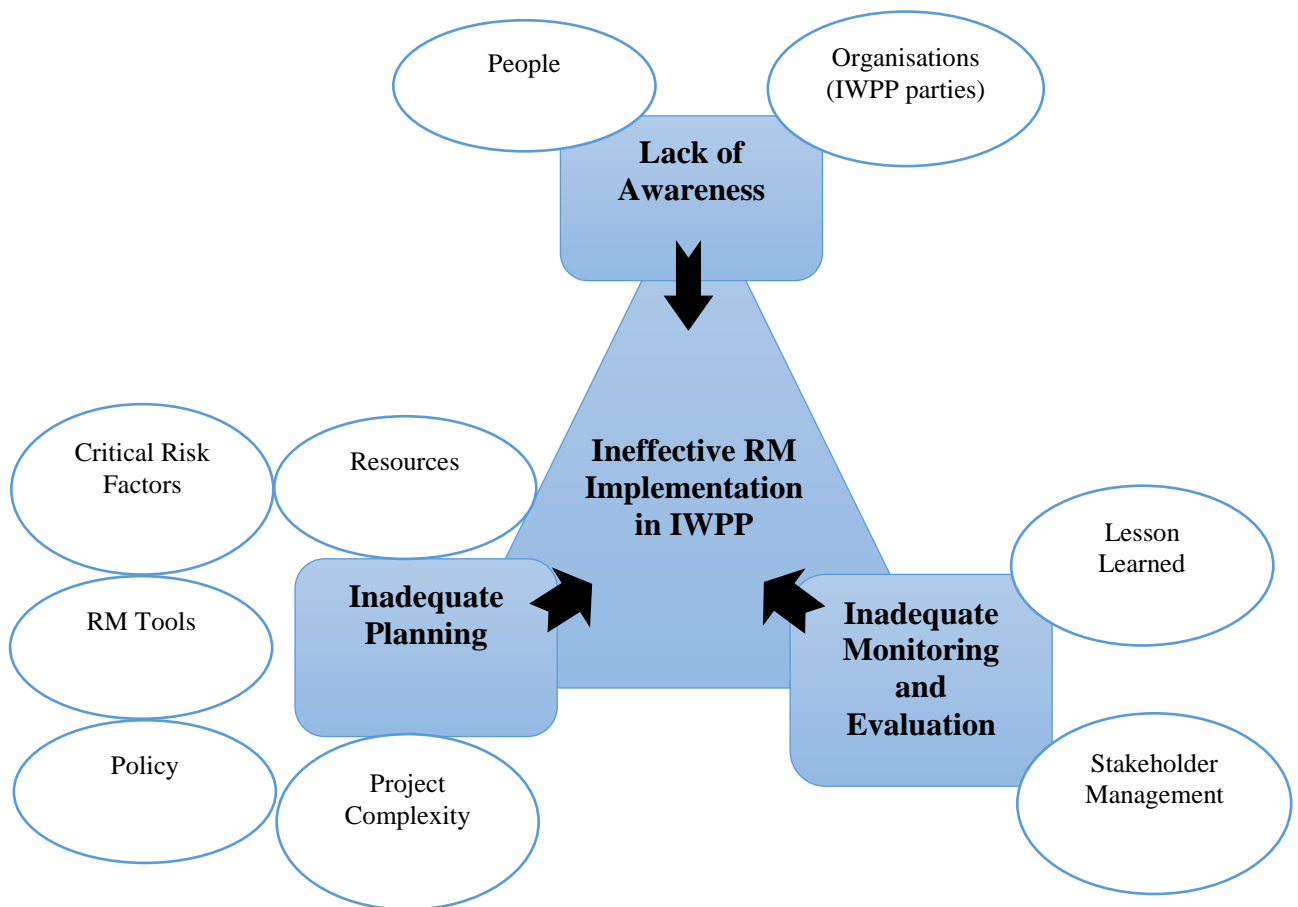 People
Organisations
(IWPP parties)
Lack of
Awareness
Ineffective RM
Implementation
in IWPP
Critical Risk
Factors
Resources
RM Tools
Inadequate
Planning
Policy
Project
Complexity
Inadequate
Monitoring
and
Evaluation
Lesson
Learned
Stakeholder
Management